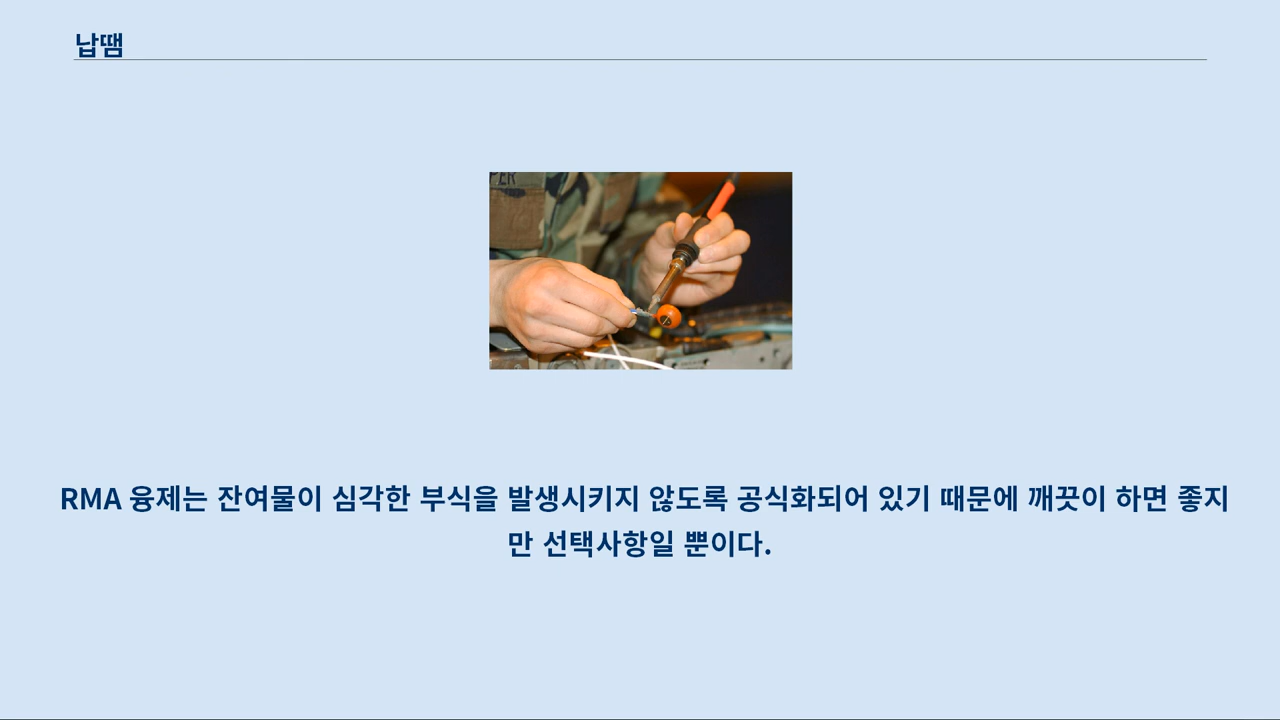 납땜
PER
RMA 융제는 잔여물이 심각한 부식을 발생시키지 않도록 공식화되어 있기 때문에 깨끗이 하면 좋지
만 선택사항일 뿐이다.